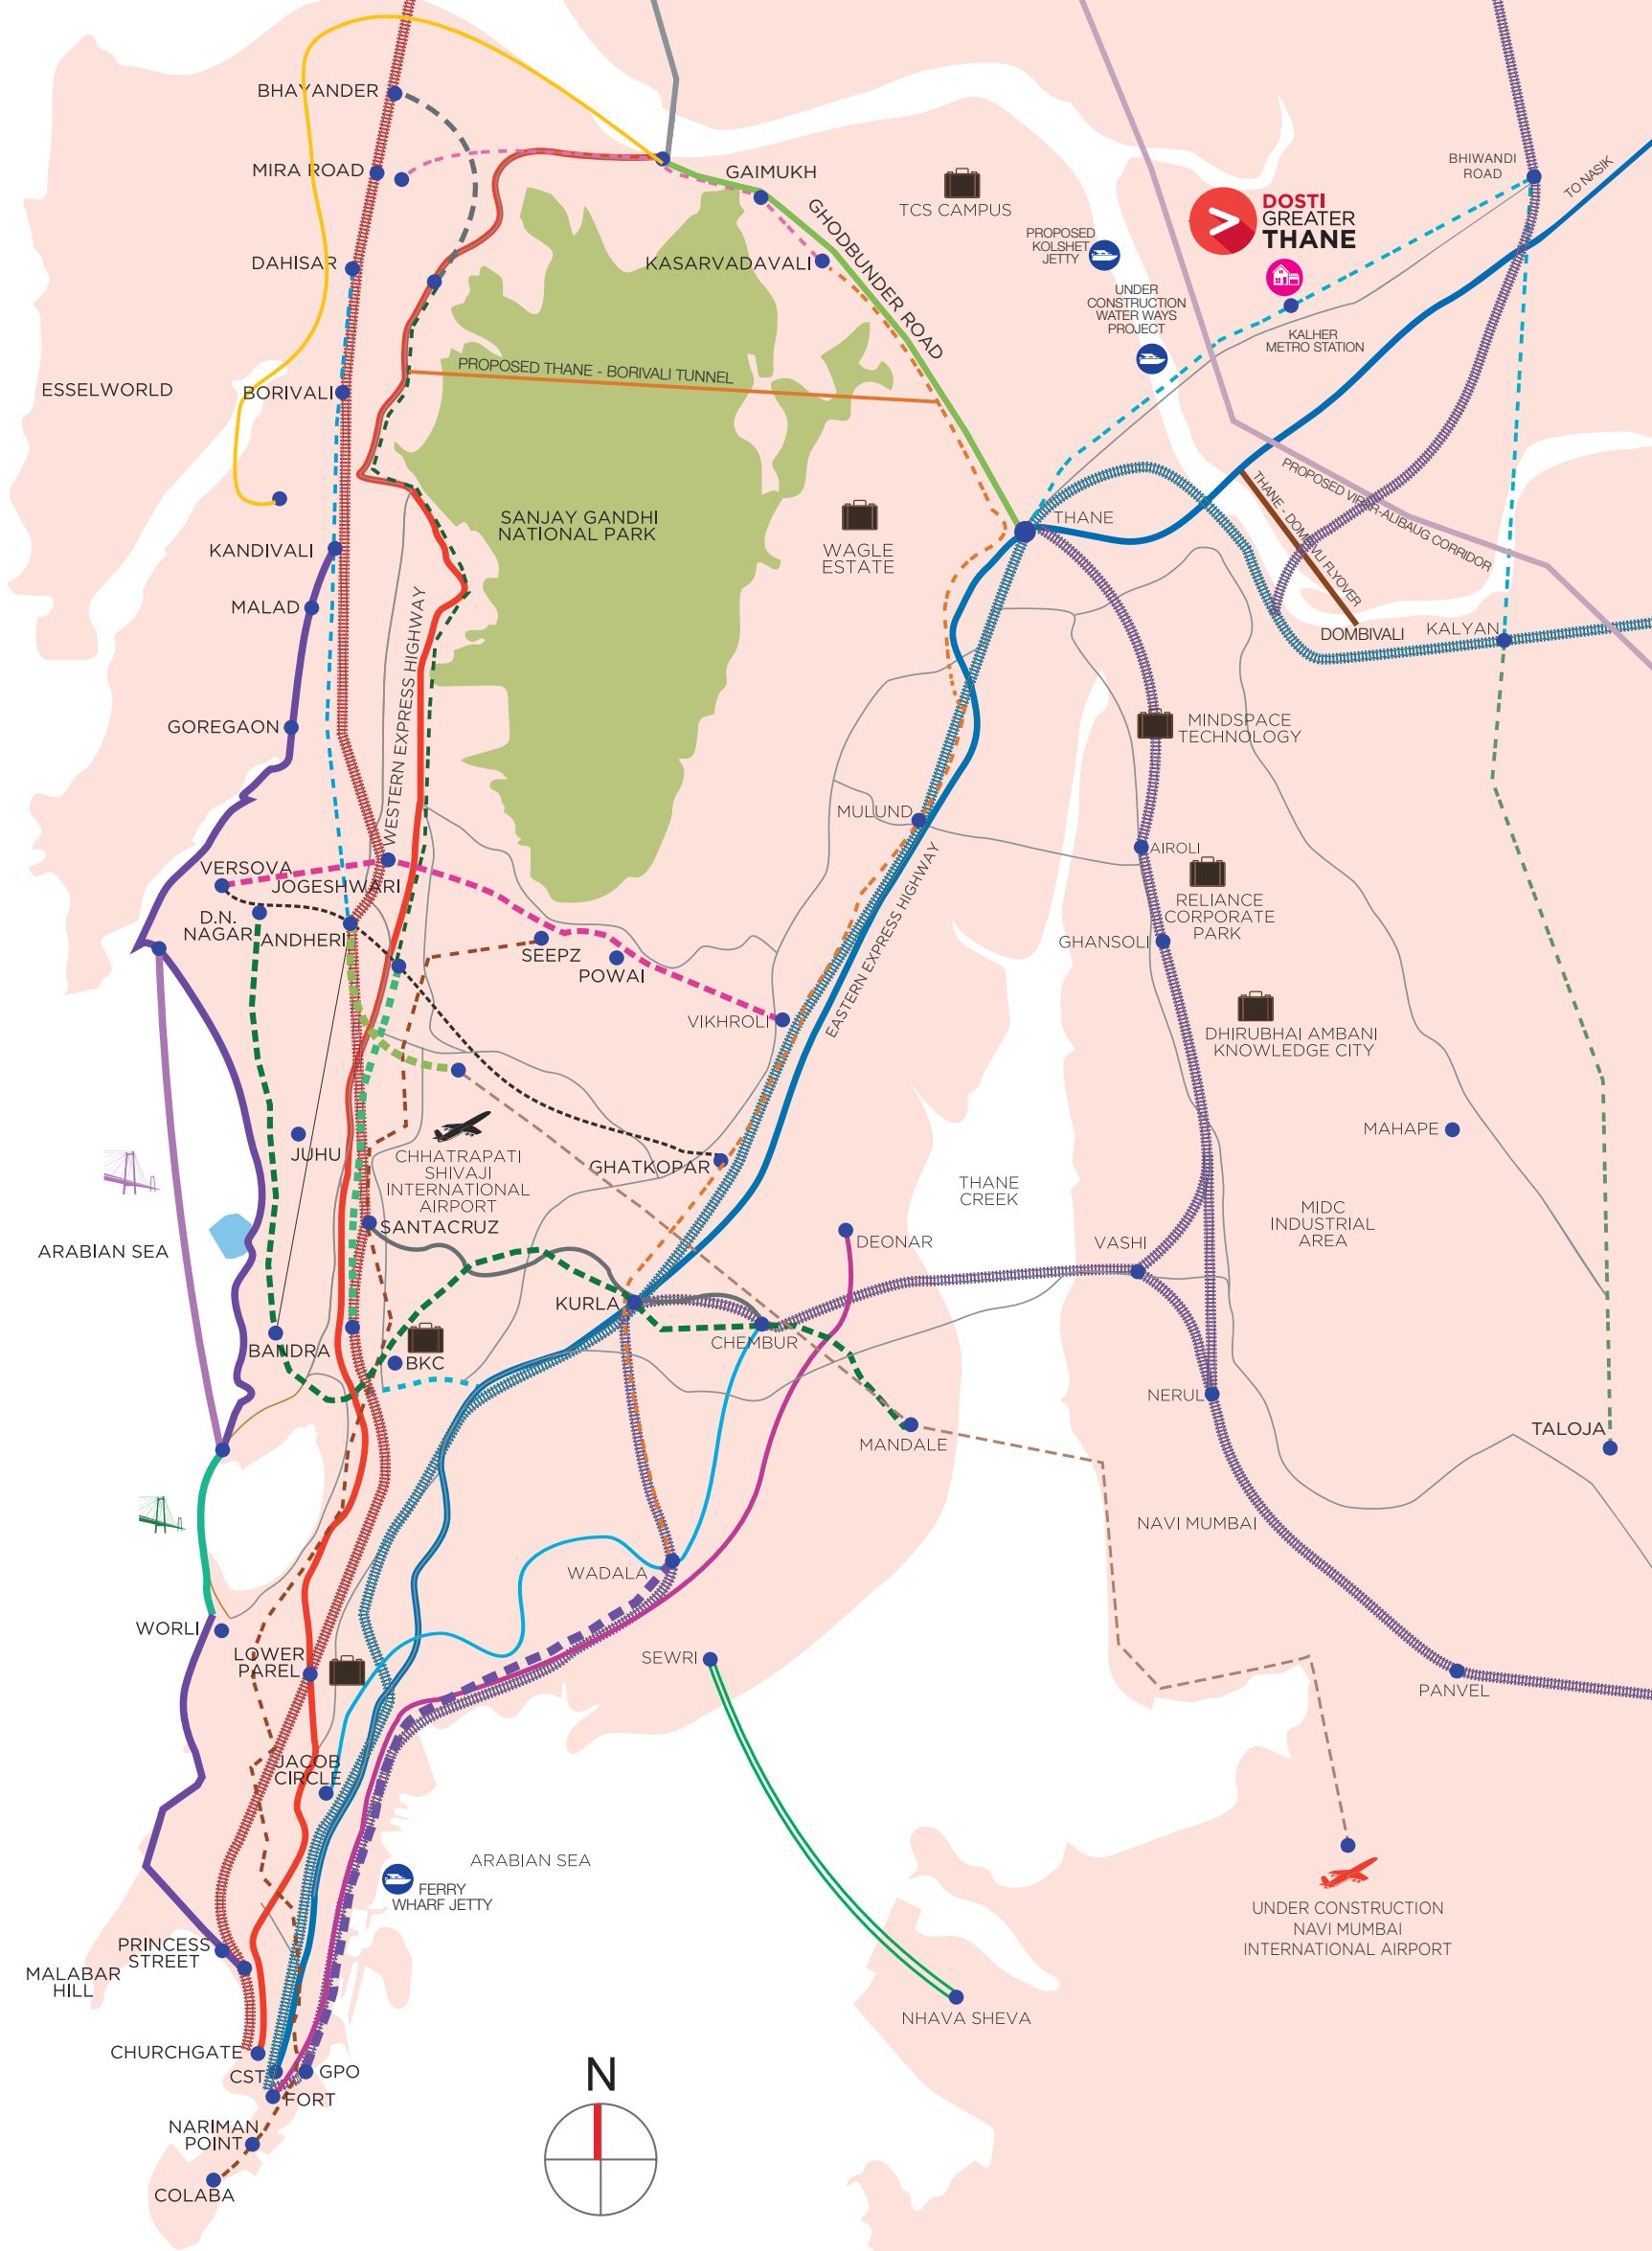 BHAYANDER
MIRA ROAD
GAIMUKH
GHODBUNDER ROAD
TCS CAMPUS
DOSTI
GREATER
THANE
BHIWANDI
ROAD
TO NASIK
DAHISAR
KASARVADAVALI
PROPOSED
KOLSHET
JETTY
UNDER
CONSTRUCTION
WATER WAYS
PROJECT
KALHER
METRO STATION
ESSELWORLD
BORIVALI
PROPOSED THANE - BORIVALI TUNNEL
PROPOSED VIRAR-ALIBAUG CORRIDOR
THANE - DOMBIVLI FLYOVER
SANJAY GANDHI
NATIONAL PARK
WAGLE
ESTATE
THANE
KANDIVALI
MALAD
WESTERN EXPRESS HIGHWAY
DOMBIVALI
KALYAN
GOREGAON
MINDSPACE
TECHNOLOGY
MULUND
AIROLI
EASTERN EXPRESS HIGHWAY
VERSOVA
JOGESHWARI
D.N.
NAGAR
ANDHERI
SEEPZ
POWAI
RELIANCE
CORPORATE
PARK
GHANSOLI
VIKHROLI
DHIRUBHAI AMBANI
KNOWLEDGE CITY
MAHAPE
JUHU
CHHATRAPATI
SHIVAJI
INTERNATIONAL
AIRPORT
GHATKOPAR
THANE
CREEK
MIDC
INDUSTRIAL
AREA
SANTACRUZ
ARABIAN SEA
DEONAR
VASHI
KURLA
CHEMBUR
BANDRA
BKC
NERUL
MANDALE
TALOJA
NAVI MUMBAI
WADALA
WORLI
LOWER
PAREL
SEWRI
PANVEL
JACOB
CIRCLE
ARABIAN SEA
FERRY
WHARF JETTY
UNDER CONSTRUCTION
NAVI MUMBAI
INTERNATIONAL AIRPORT
PRINCESS
STREET
MALABAR
HILL
NHAVA SHEVA
CHURCHGATE
CST
GPO
FORT
N
NARIMAN
POINT
COLABA